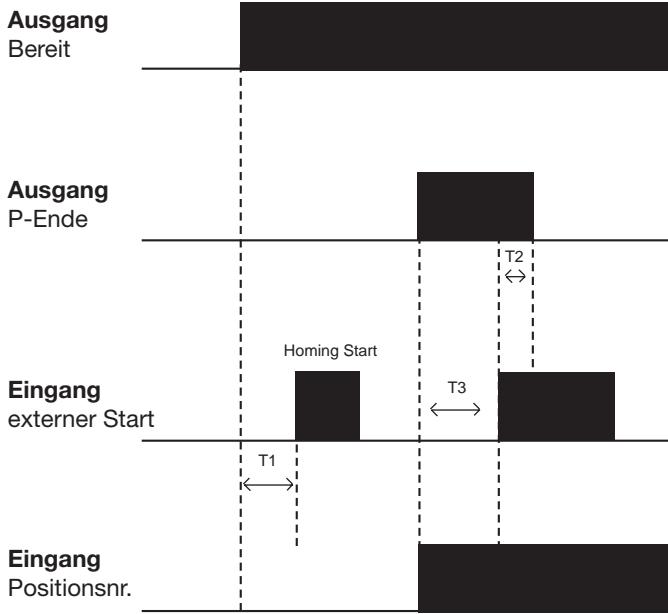 Ausgang
Bereit
Ausgang
P-Ende
T2
Homing Start
Eingang
externer Start
T3
T1
Eingang
Positionsnr.